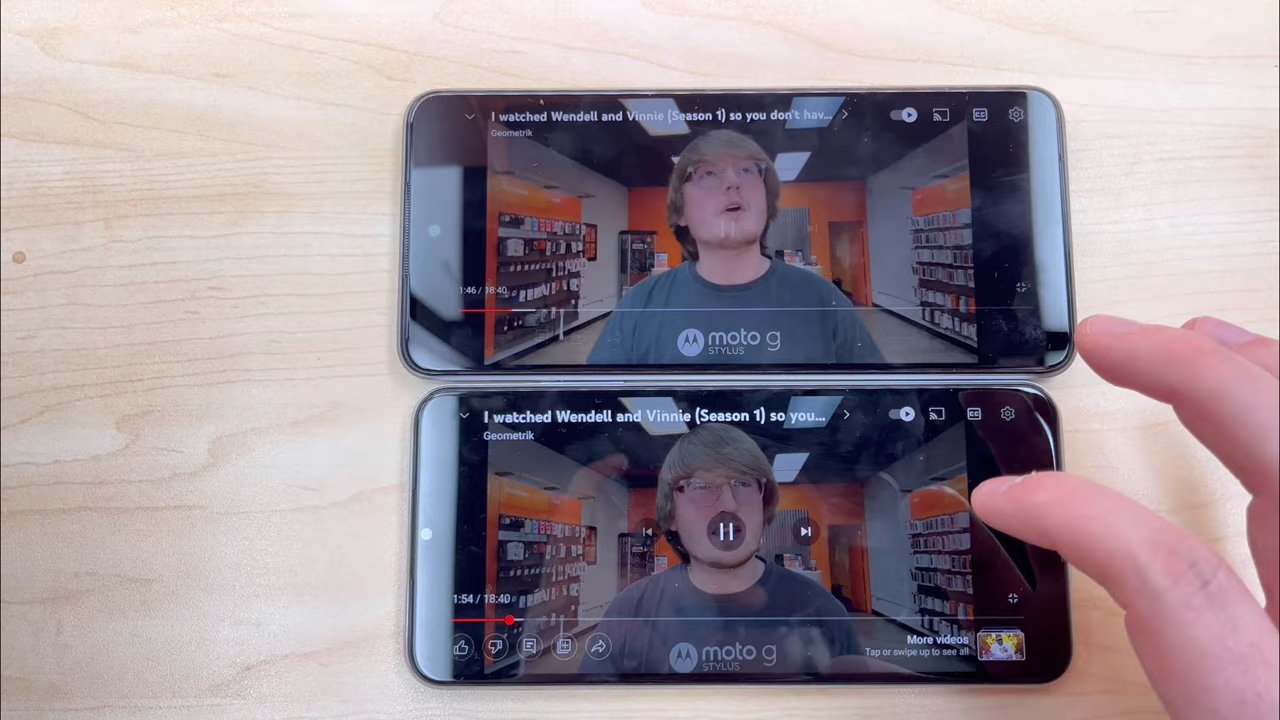 I watched Wendell and Vinnie (Season 1) so you don't hav...
Geometrik
CC
1:46 / 18:40
moto g
STYLUS
I watched Wendell and Vinnie (Season 1) so you...
Geometrik
CC
1:54 / 18:40
More videos
Tap or swipe up to see all
moto g
STYLUS